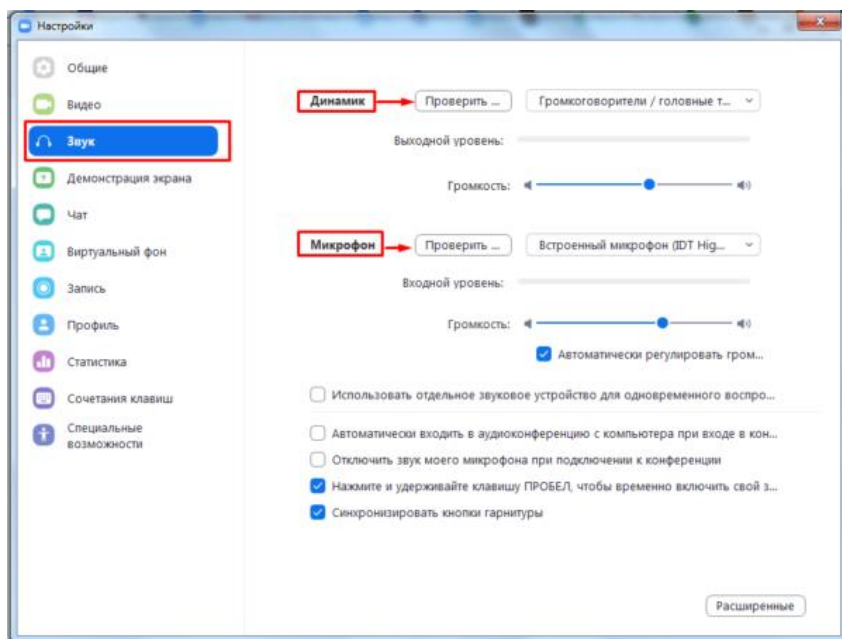 Настройки
Общие
Видео
Звук
Демонстрация экрана
Чат
Виртуальный фон
Запись
Профиль
Статистика
Сочетания клавиш
Специальные
возможности
Динамик Проверить ... Громкоговорители / головные т...
Выходной уровень:
Громкость:
Микрофон Проверить ... Встроенный микрофон (IDT Hig...
Входной уровень:
Громкость:
Автоматически регулировать гром...
Использовать отдельное звуковое устройство для одновременного воспро...
Автоматически входить в аудиоконференцию с компьютера при входе в кон...
Отключить звук моего микрофона при подключении к конференции
Нажмите и удерживайте клавишу ПРОБЕЛ, чтобы временно включить свой з...
Синхронизировать кнопки гарнитуры
Расширенные